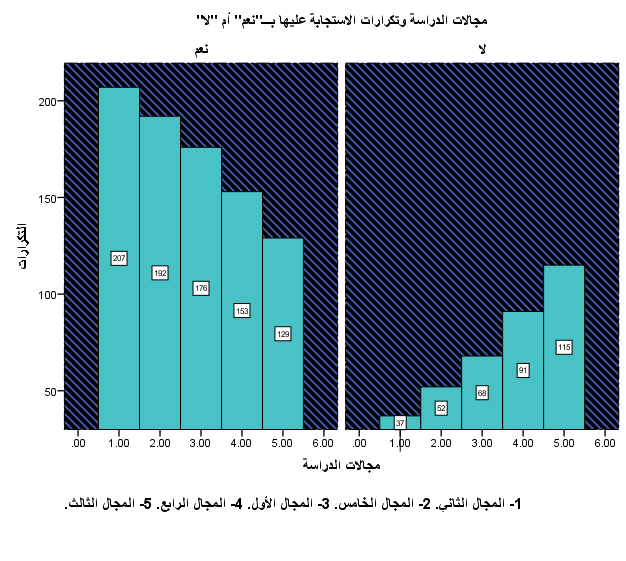 مجالات الدراسة وتكرارات الاستجابة عليها بـــ"نعم" أم "لا"
نعم
لا
التكرارات
200
150
100
50
207
192
176
153
129
37
52
68
91
115
.00 1.00 2.00 3.00 4.00 5.00 6.00
.00 1.00 2.00 3.00 4.00 5.00 6.00
مجالات الدراسة
1- المجال الثاني. 2- المجال الخامس. 3- المجال الأول. 4- المجال الرابع. 5- المجال الثالث.